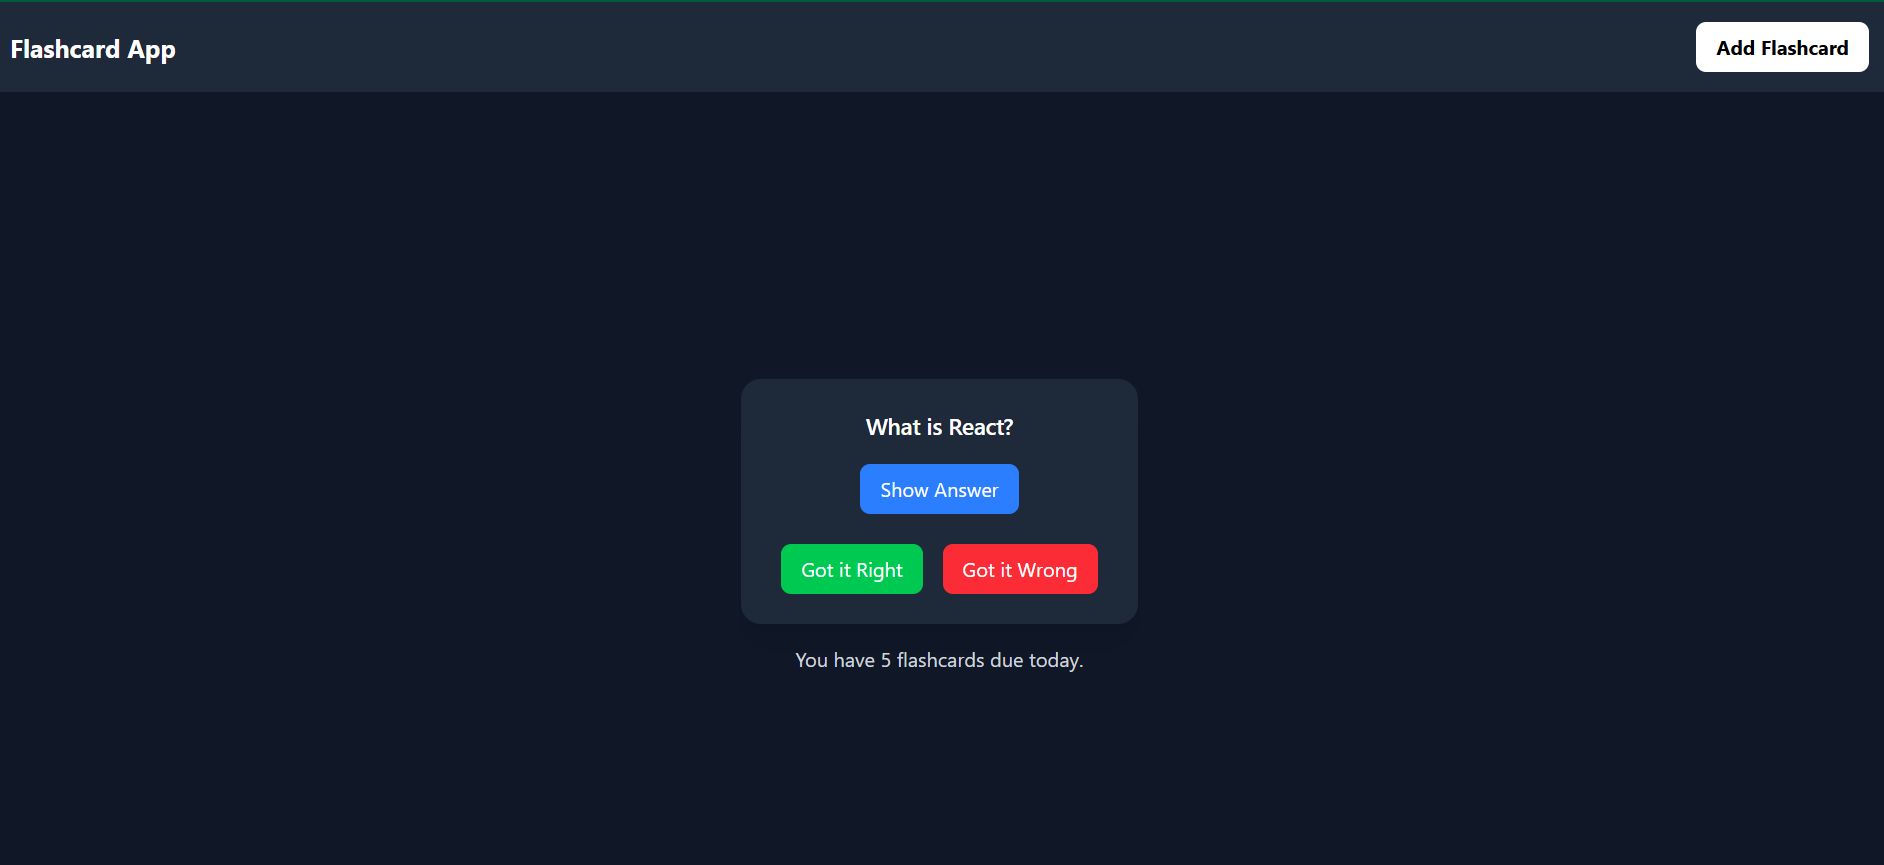 Flashcard App
Add Flashcard
What is React?
Show Answer
Got it Right
Got it Wrong
You have 5 flashcards due today.